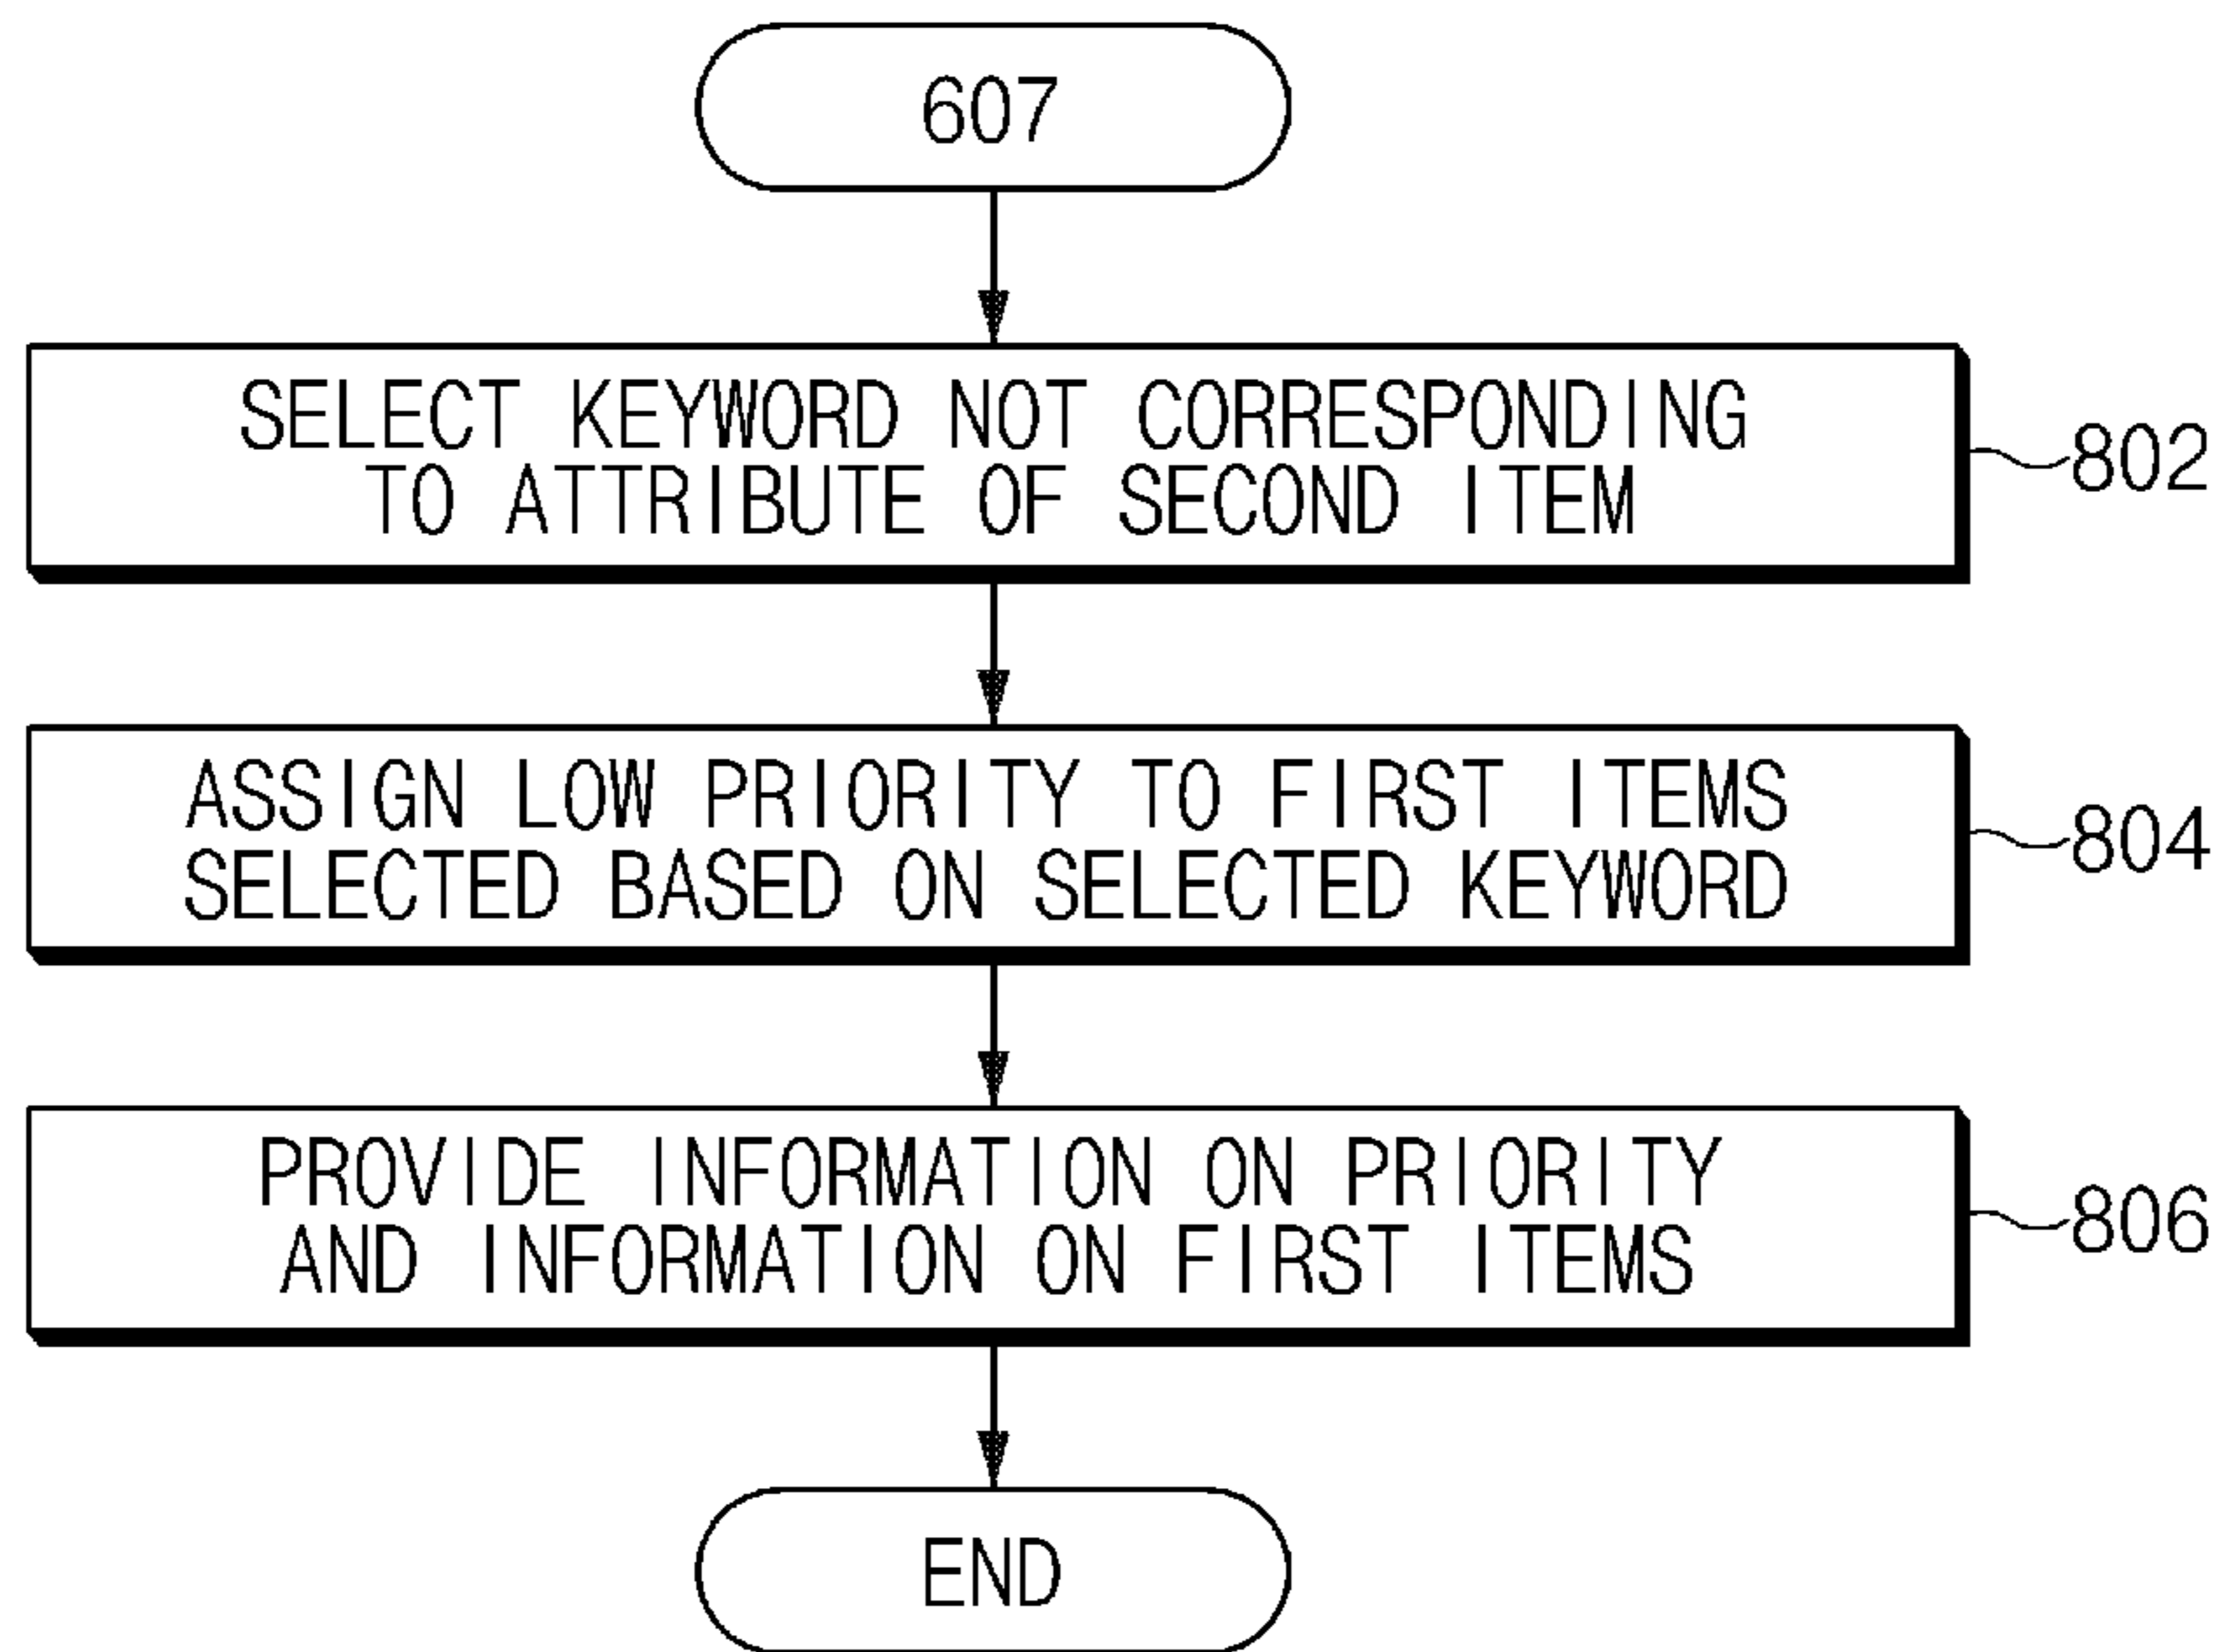 607
SELECT KEYWORD NOT CORRESPONDING
TO ATTRIBUTE OF SECOND ITEM
802
ASSIGN LOW PRIORITY TO FIRST ITEMS
SELECTED BASED ON SELECTED KEYWORD
804
PROVIDE INFORMATION ON PRIORITY
AND INFORMATION ON FIRST ITEMS
806
END